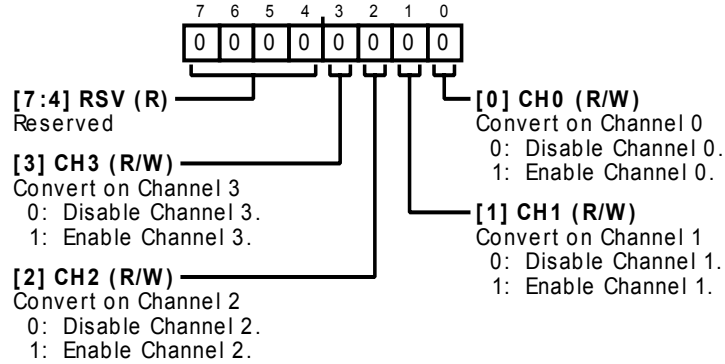 7 6 5 4 3 2 1 0
0 0 0 0 0 0 0 0
[7:4] RSV (R)
Reserved
[3] CH3 (R/W)
Convert on Channel 3
0: Disable Channel 3.
1: Enable Channel 3.
[2] CH2 (R/W)
Convert on Channel 2
0: Disable Channel 2.
1: Enable Channel 2.
[0] CH0 (R/W)
Convert on Channel 0
0: Disable Channel 0.
1: Enable Channel 0.
[1] CH1 (R/W)
Convert on Channel 1
0: Disable Channel 1.
1: Enable Channel 1.